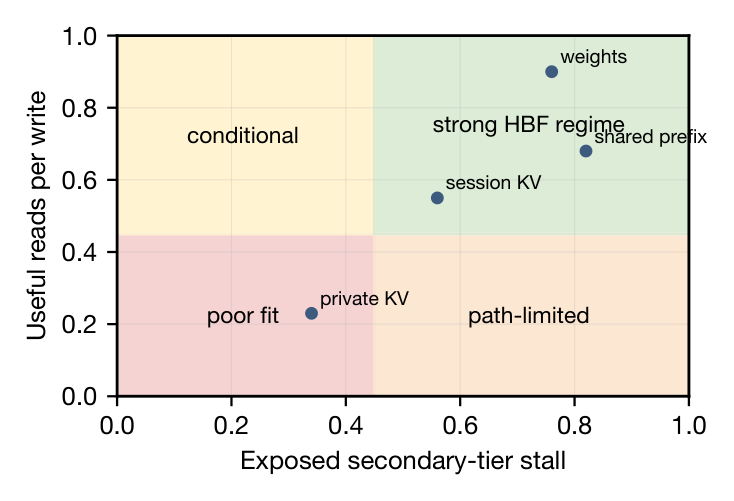 1.0
0.8
0.6
0.4
0.2
0.0
Useful reads per write
weights
conditional
strong HBF regime
shared prefix
session KV
private KV
poor fit
path-limited
0.0 0.2 0.4 0.6 0.8 1.0
Exposed secondary-tier stall